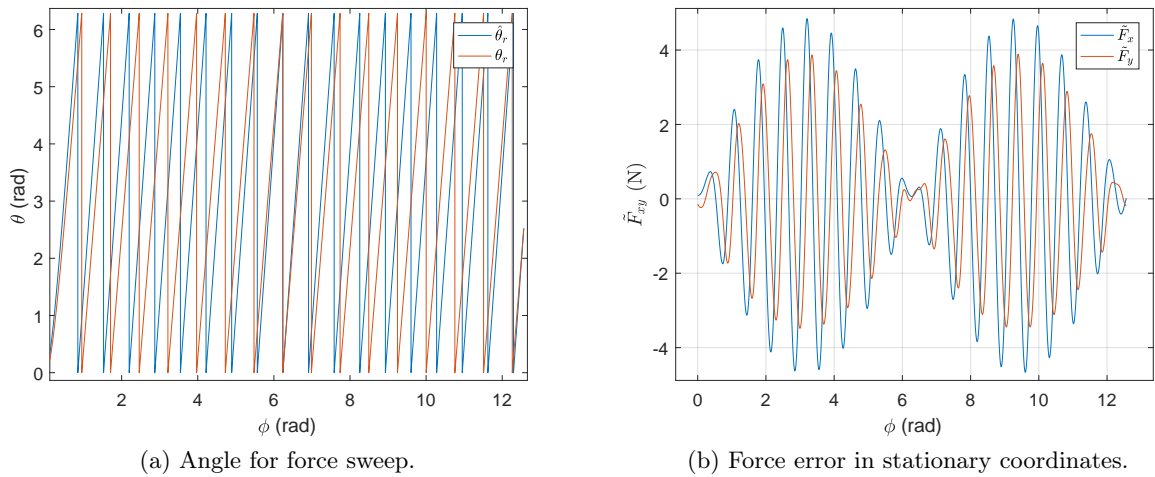 6
5
4
3
2
1
0
θ (rad)
2
4
6
8
10
12
ϕ (rad)
θ̂_r
θ_r
(a) Angle for force sweep.
4
2
0
-2
-4
F̃_xy (N)
0
2
4
6
8
10
12
ϕ (rad)
F̃_x
F̃_y
(b) Force error in stationary coordinates.